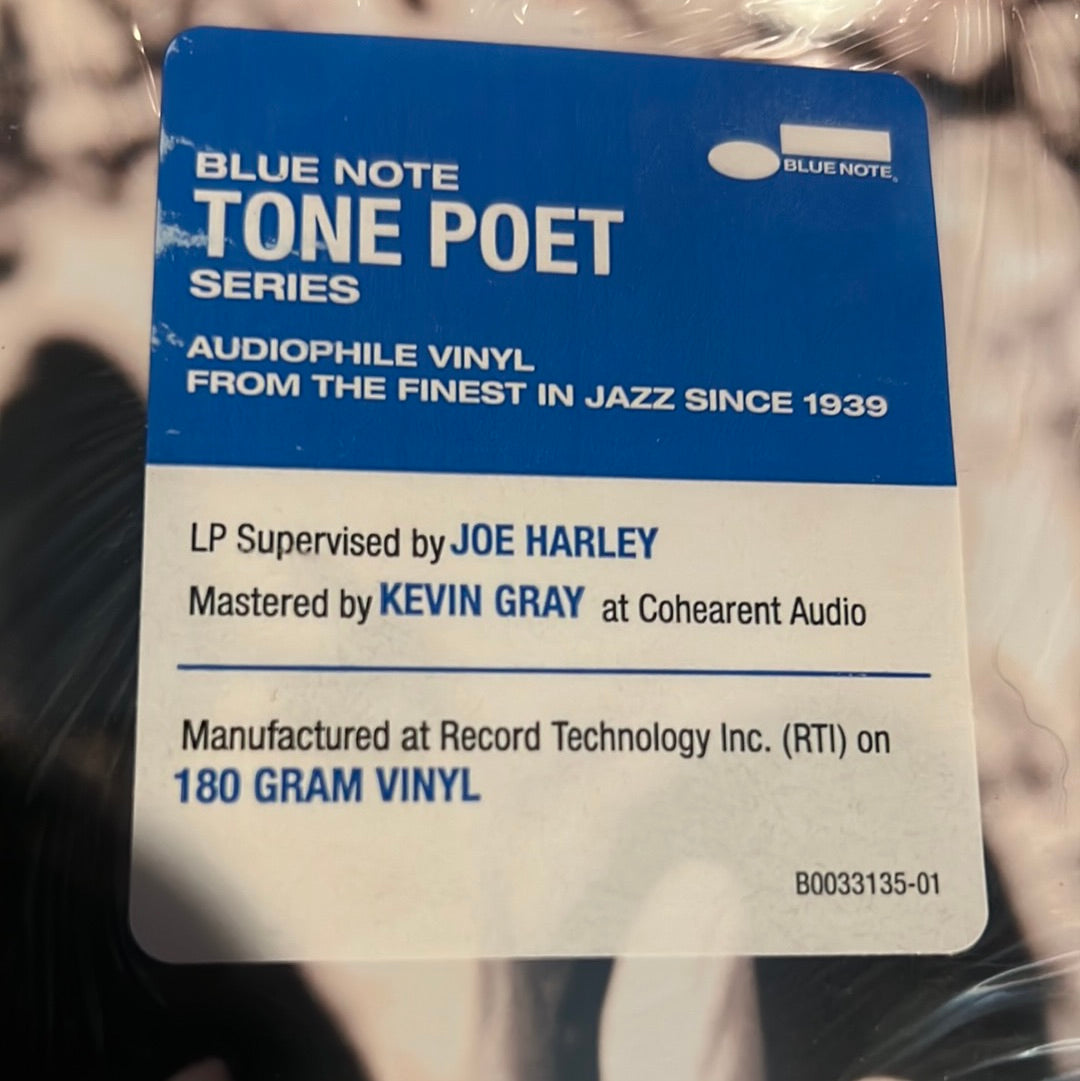 BLUE NOTE®
BLUE NOTE
TONE POET
SERIES
AUDIOPHILE VINYL
FROM THE FINEST IN JAZZ SINCE 1939
LP Supervised by JOE HARLEY
Mastered by KEVIN GRAY at Cohearent Audio
Manufactured at Record Technology Inc. (RTI) on
180 GRAM VINYL
B0033135-01